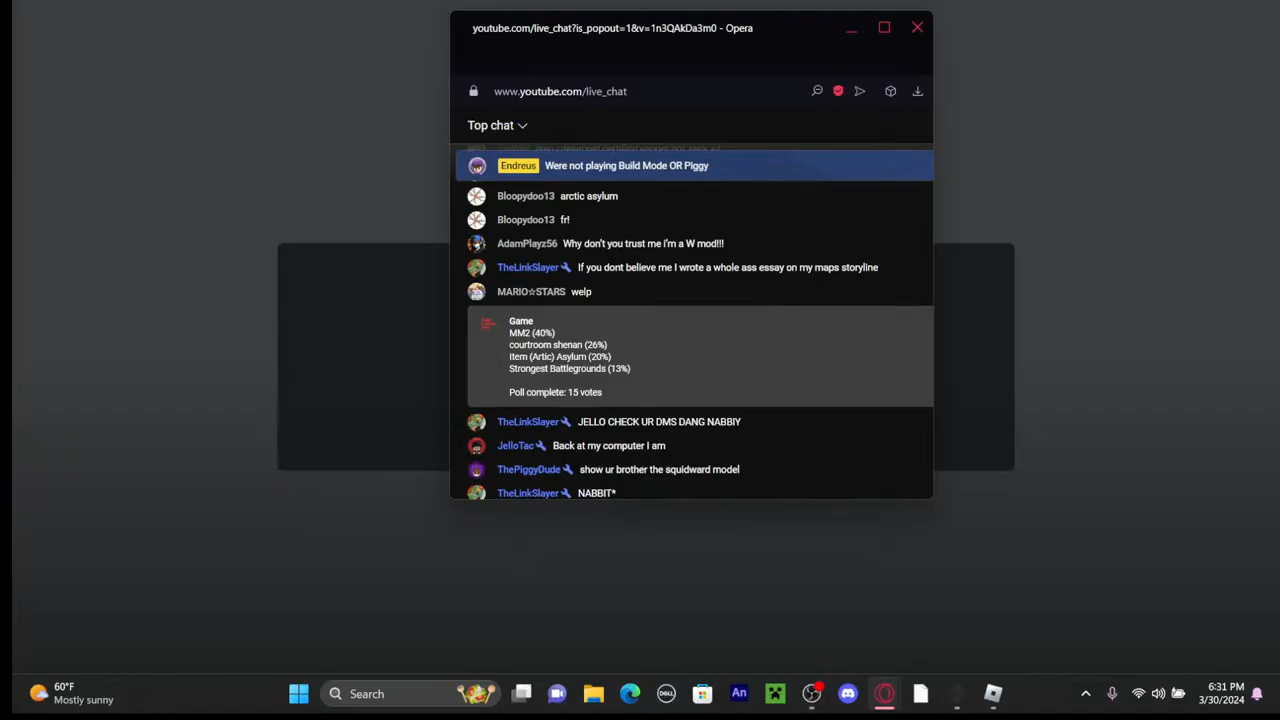 youtube.com/live_chat?is_popout=1&v=1n3QAkDa3m0 - Opera
www.youtube.com/live_chat
Top chat
Endreus Were not playing Build Mode OR Piggy
Bloopydoo13 arctic asylum
Bloopydoo13 fr!
AdamPlayz56 Why don't you trust me I'm a W mod!!!
TheLinkSlayer If you dont believe me I wrote a whole ass essay on my maps storyline
MARIO☆STARS welp
Game
MM2 (40%)
courtroom shenan (26%)
Item (Artic) Asylum (20%)
Strongest Battlegrounds (13%)
Poll complete: 15 votes
TheLinkSlayer JELLO CHECK UR DMS DANG NABBIY
JelloTac Back at my computer I am
ThePiggyDude show ur brother the squidward model
TheLinkSlayer NABBIT*
60°F
Mostly sunny
Search
DELL
An
6:31 PM
3/30/2024